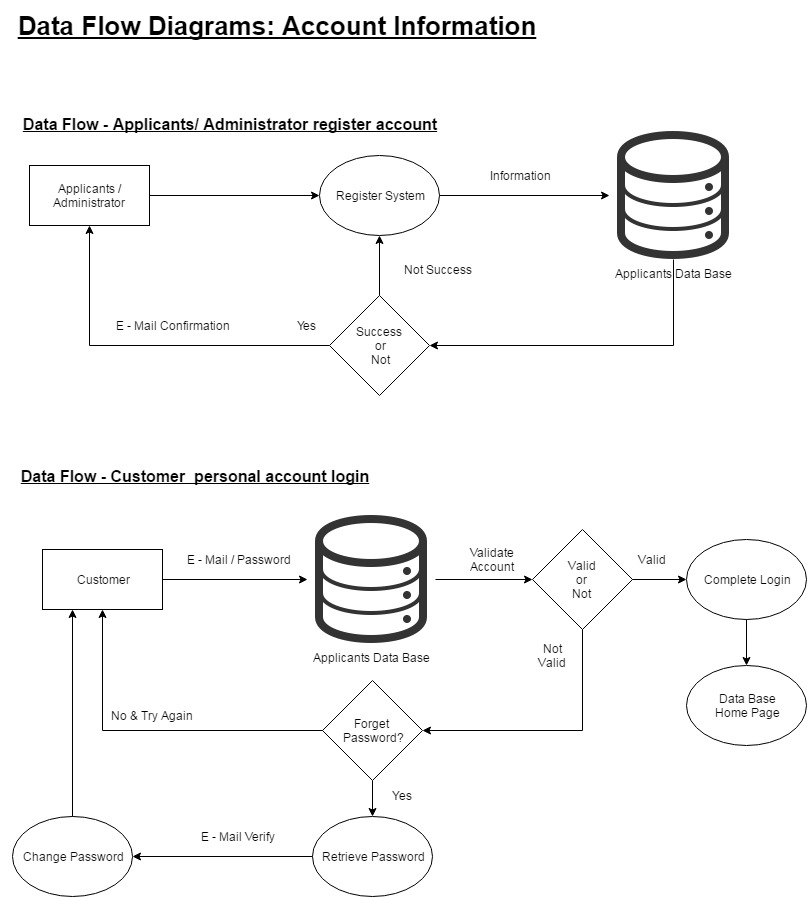 Data Flow Diagrams: Account Information
Data Flow - Applicants/ Administrator register account
Applicants /
Administrator
Register System
Information
Applicants Data Base
Not Success
E - Mail Confirmation
Yes
Success
or
Not
Data Flow - Customer  personal account login
Customer
E - Mail / Password
Applicants Data Base
Validate
Account
Valid
or
Not
Valid
Complete Login
Not
Valid
Data Base
Home Page
No & Try Again
Forget
Password?
Yes
Change Password
E - Mail Verify
Retrieve Password